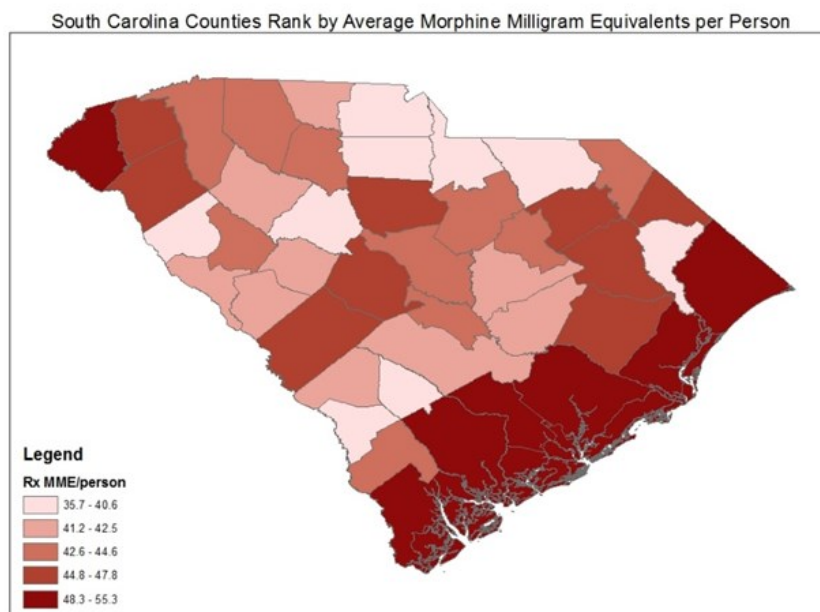 South Carolina Counties Rank by Average Morphine Milligram Equivalents per Person
Legend
Rx MME/person
35.7 - 40.6
41.2 - 42.5
42.6 - 44.6
44.8 - 47.8
48.3 - 55.3